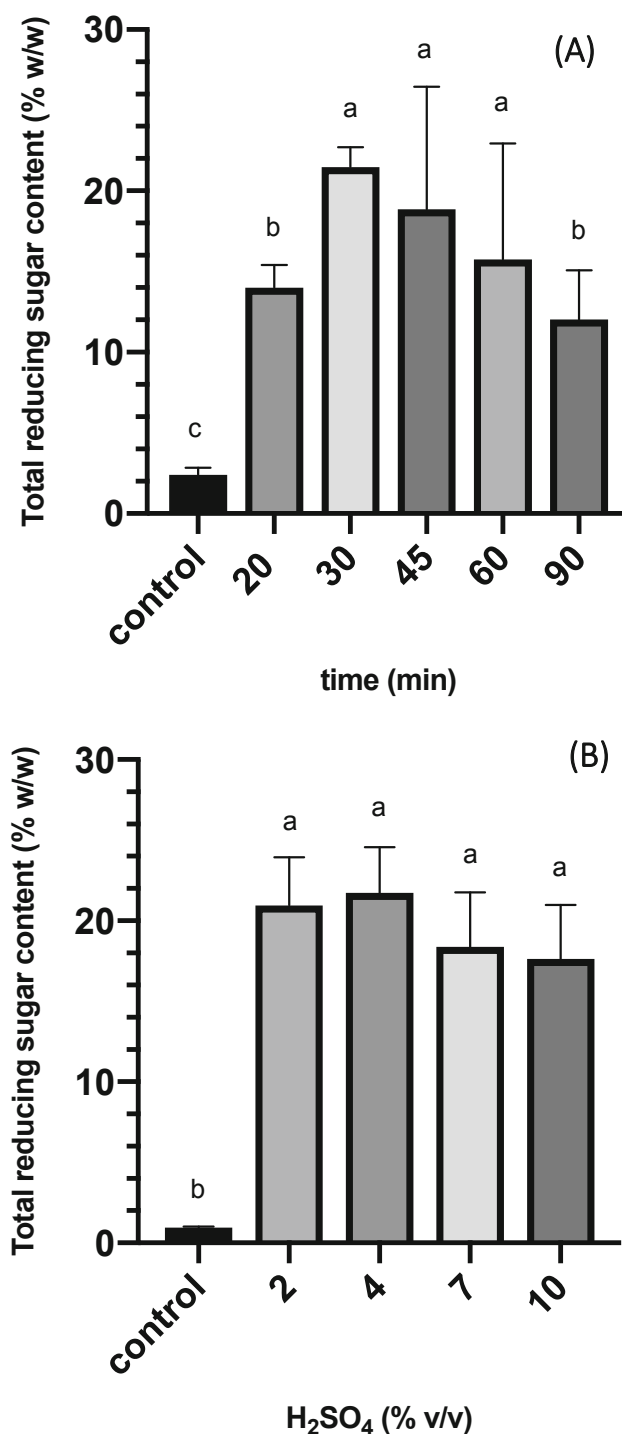 (A)
Total reducing sugar content (% w/w)
30
20
10
0
c
b
a
a
a
b
control
20
30
45
60
90
time (min)
(B)
Total reducing sugar content (% w/w)
30
20
10
0
b
a
a
a
a
control
2
4
7
10
H₂SO₄ (% v/v)